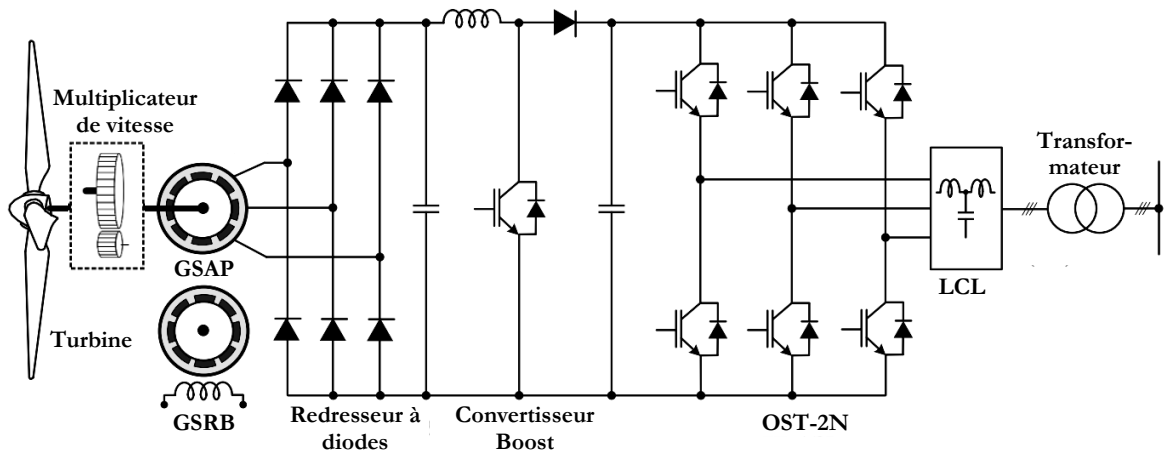 Multiplicateur
de vitesse
GSAP
Turbine
GSRB
Redresseur à
diodes
Convertisseur
Boost
OST-2N
LCL
Transfor-
mateur